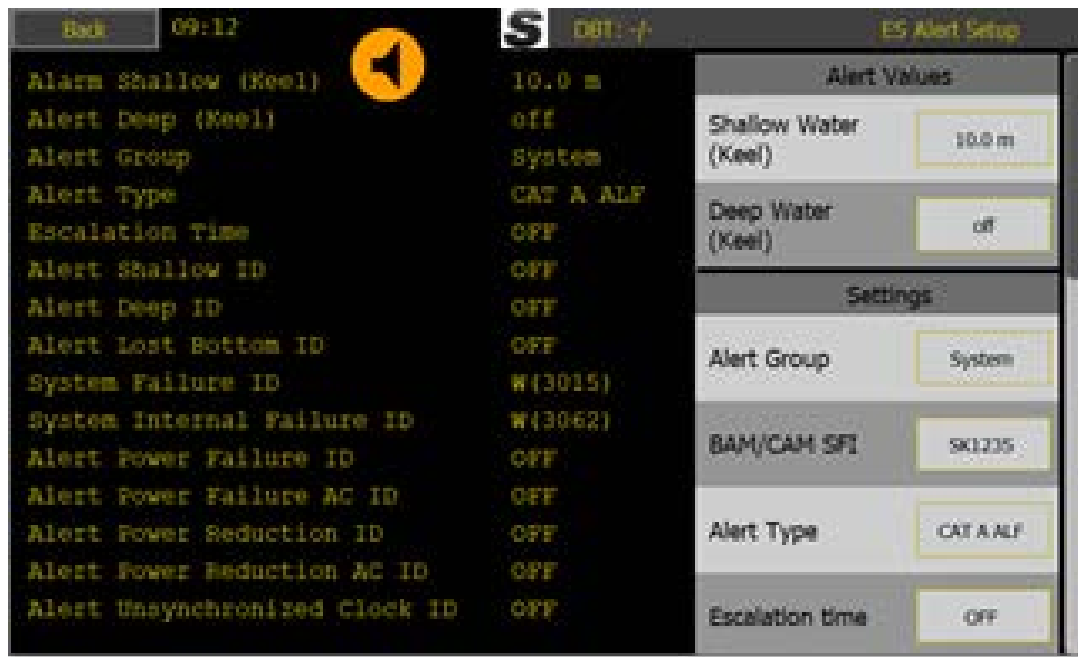 Back 09:12 S DBT: -/- ES Alert Setup
Alarm Shallow (Keel) 10.0 m
Alert Deep (Keel) off
Alert Group System
Alert Type CAT A ALF
Escalation Time OFF
Alert Shallow ID OFF
Alert Deep ID OFF
Alert Lost Bottom ID OFF
System Failure ID W(3015)
System Internal Failure ID W(3062)
Alert Power Failure ID OFF
Alert Power Failure AC ID OFF
Alert Power Reduction ID OFF
Alert Power Reduction AC ID OFF
Alert Unsynchronized Clock ID OFF
Alert Values
Shallow Water
(Keel) 10.0 m
Deep Water
(Keel) off
Settings
Alert Group System
BAM/CAM SFI SK1235
Alert Type CAT A ALF
Escalation time OFF